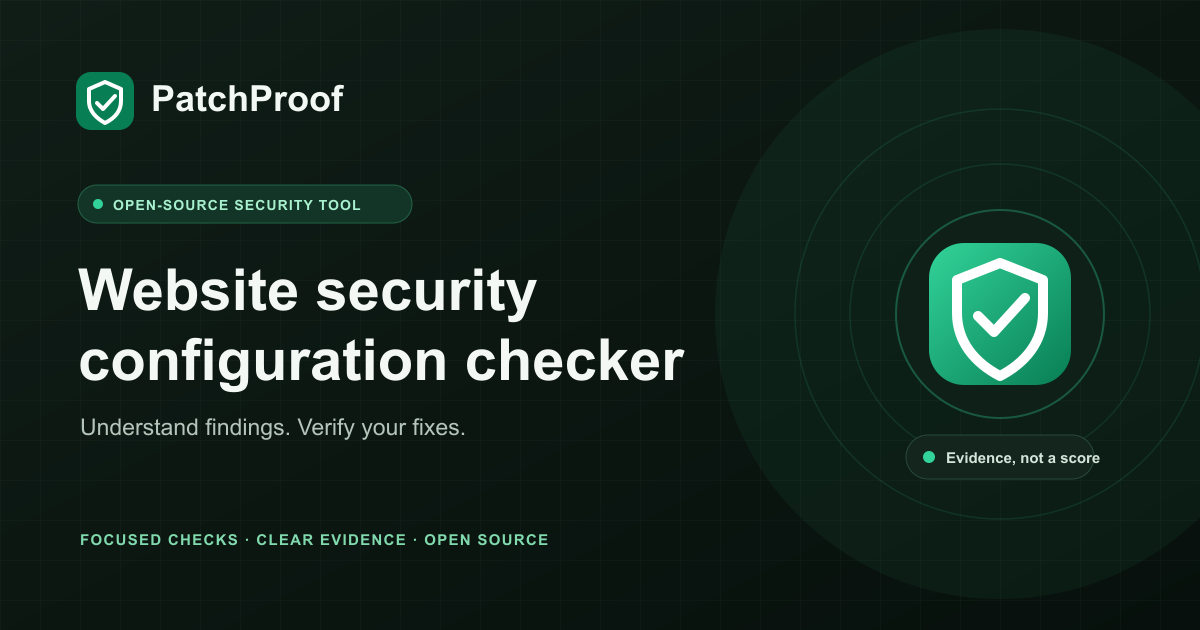 PatchProof
OPEN-SOURCE SECURITY TOOL
Website security
configuration checker
Understand findings. Verify your fixes.
Evidence, not a score
FOCUSED CHECKS · CLEAR EVIDENCE · OPEN SOURCE